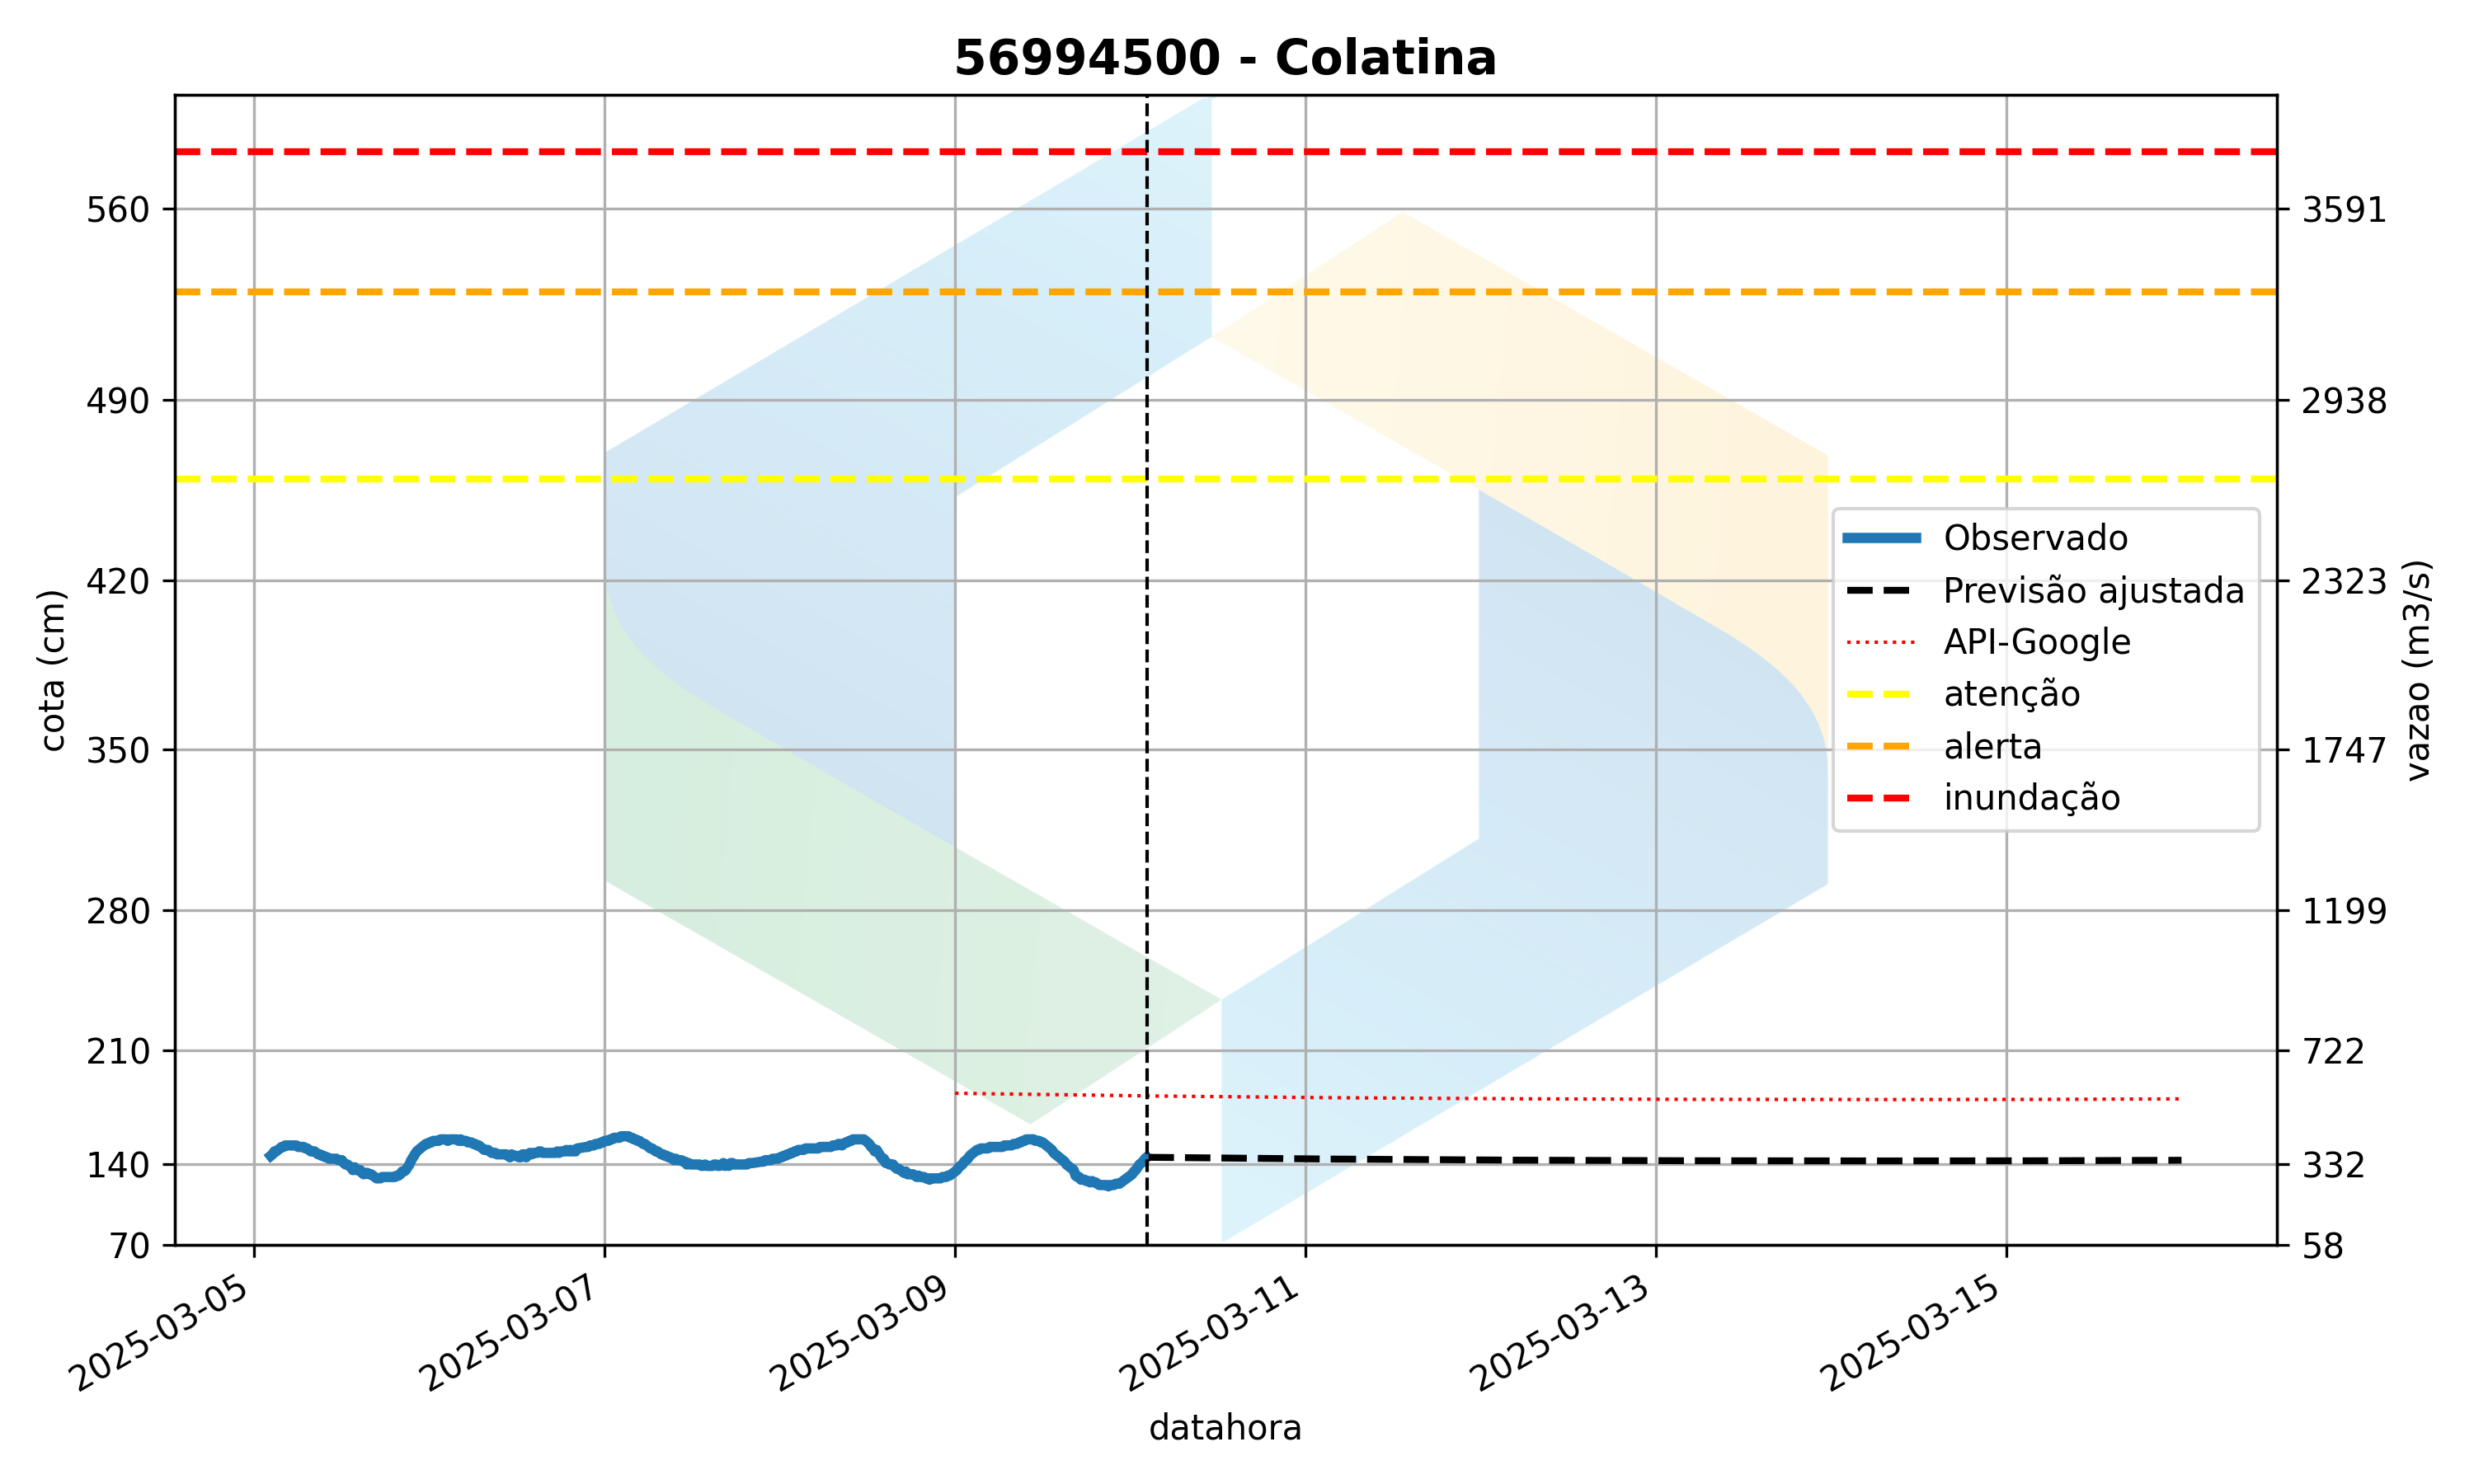 56994500 - Colatina
560
490
420
350
280
210
140
70
cota (cm)
3591
2938
2323
1747
1199
722
332
58
vazao (m3/s)
Observado
Previsão ajustada
API-Google
atenção
alerta
inundação
2025-03-05
2025-03-07
2025-03-09
2025-03-11
2025-03-13
2025-03-15
datahora